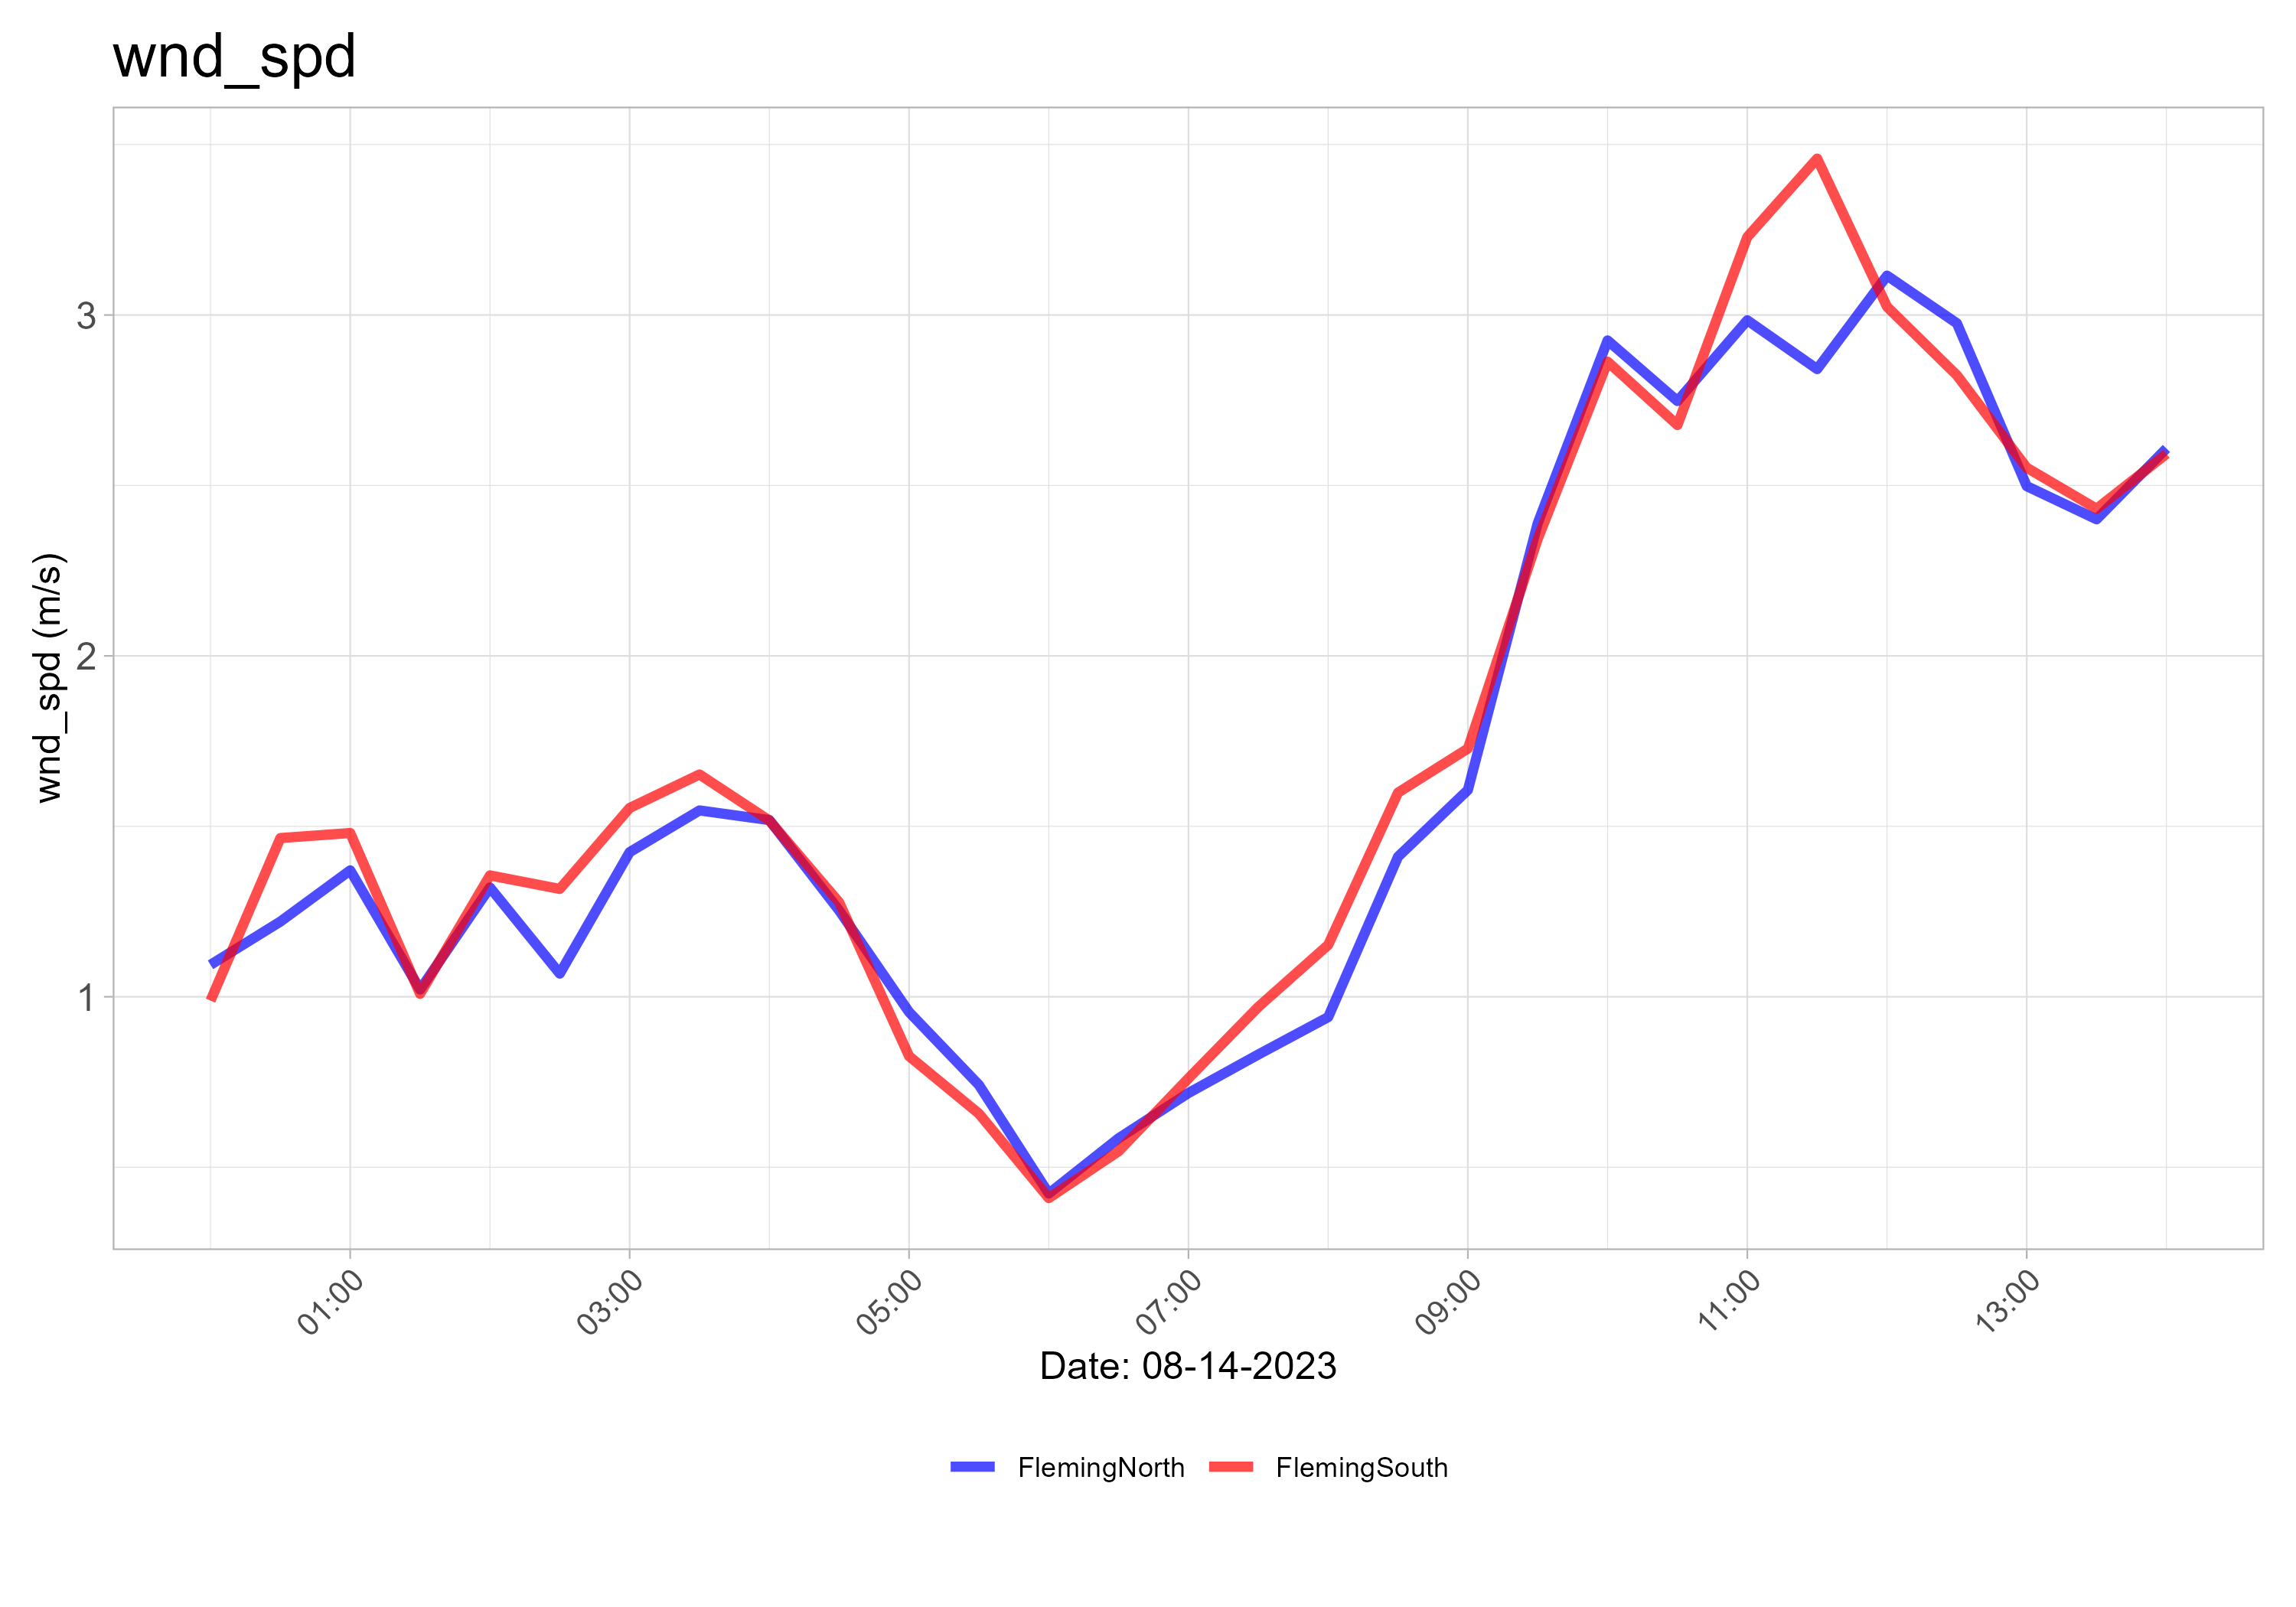 wnd_spd
wnd_spd (m/s)
3
2
1
01:00 03:00 05:00 07:00 09:00 11:00 13:00
Date: 08-14-2023
FlemingNorth FlemingSouth